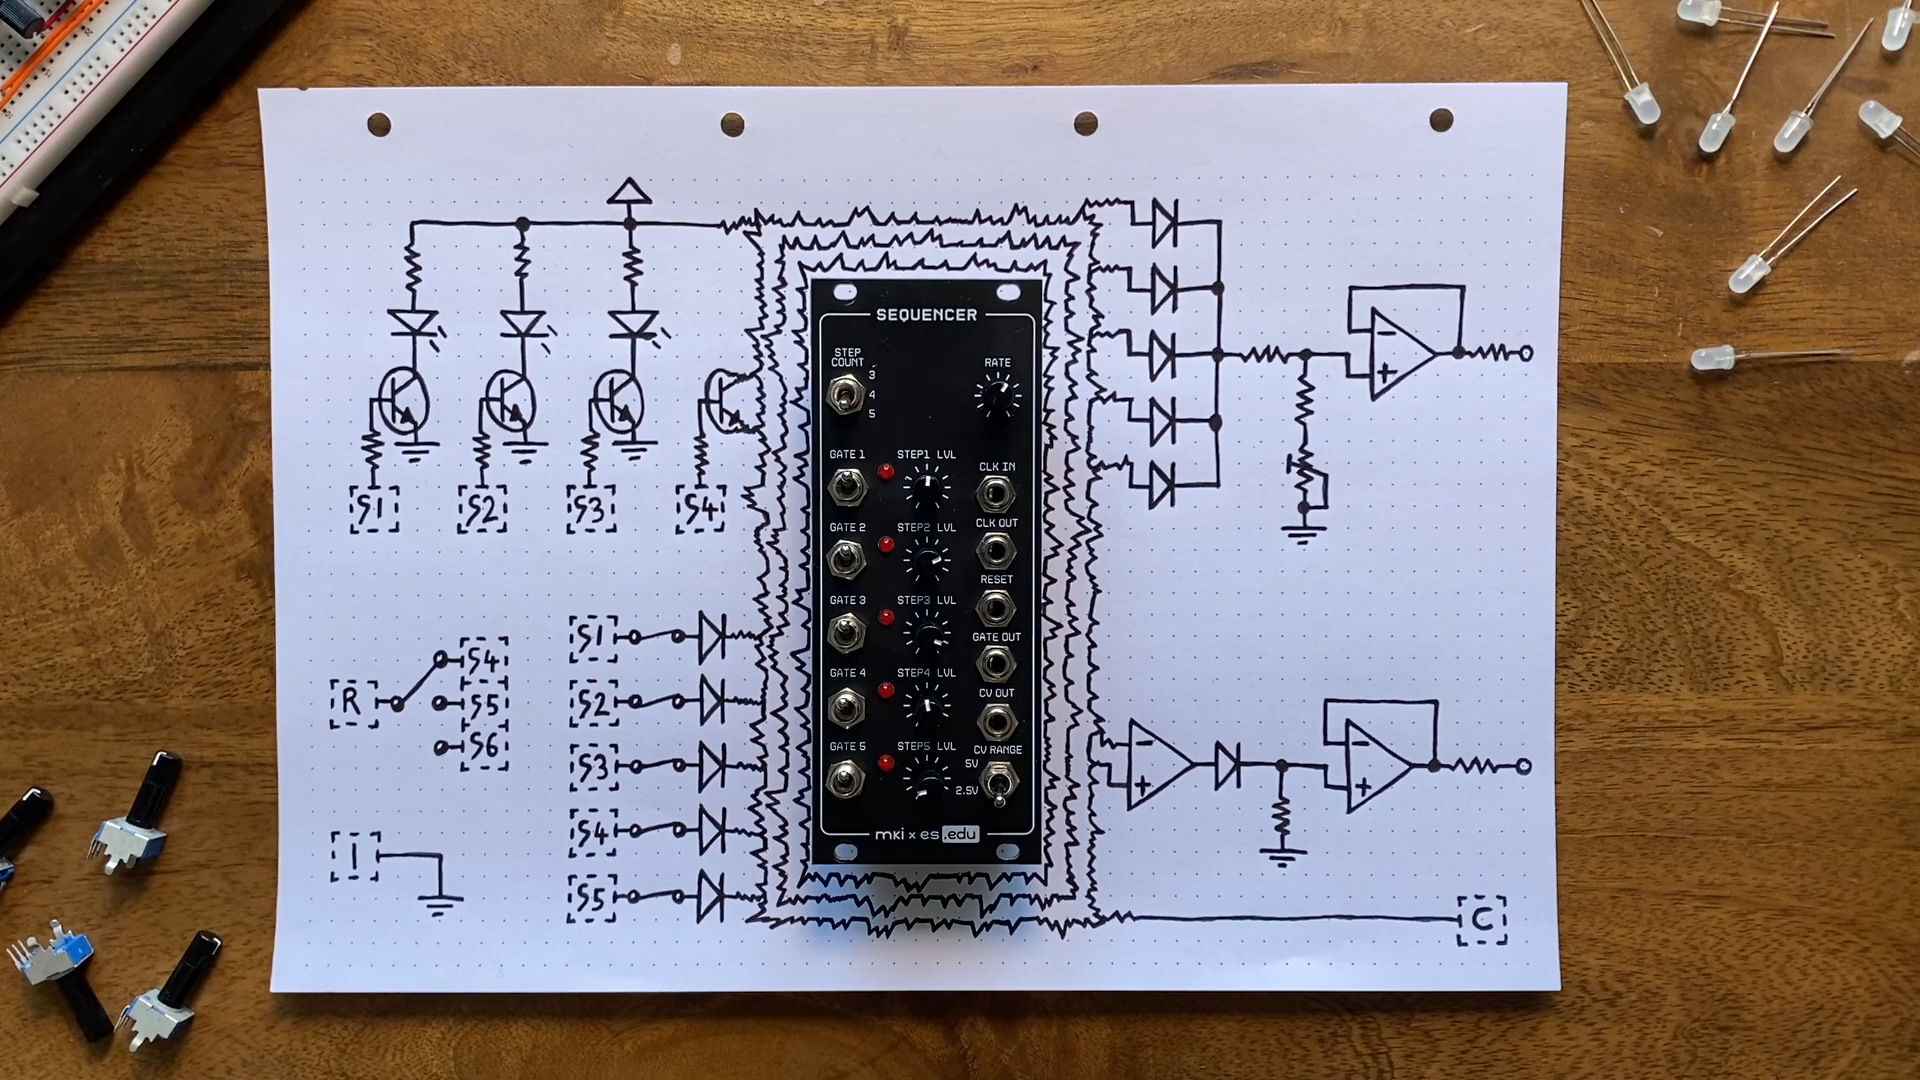 SEQUENCER
STEP
COUNT
3
4
5
RATE
GATE 1
STEP1 LVL
CLK IN
GATE 2
STEP2 LVL
CLK OUT
RESET
GATE 3
STEP3 LVL
GATE OUT
GATE 4
STEP4 LVL
CV OUT
GATE 5
STEP5 LVL
CV RANGE
5V
2.5V
mki x es.edu
S1 S2 S3 S4
R
S4
S5
S6
I
S1
S2
S3
S4
S5
- +
- +
- +
C